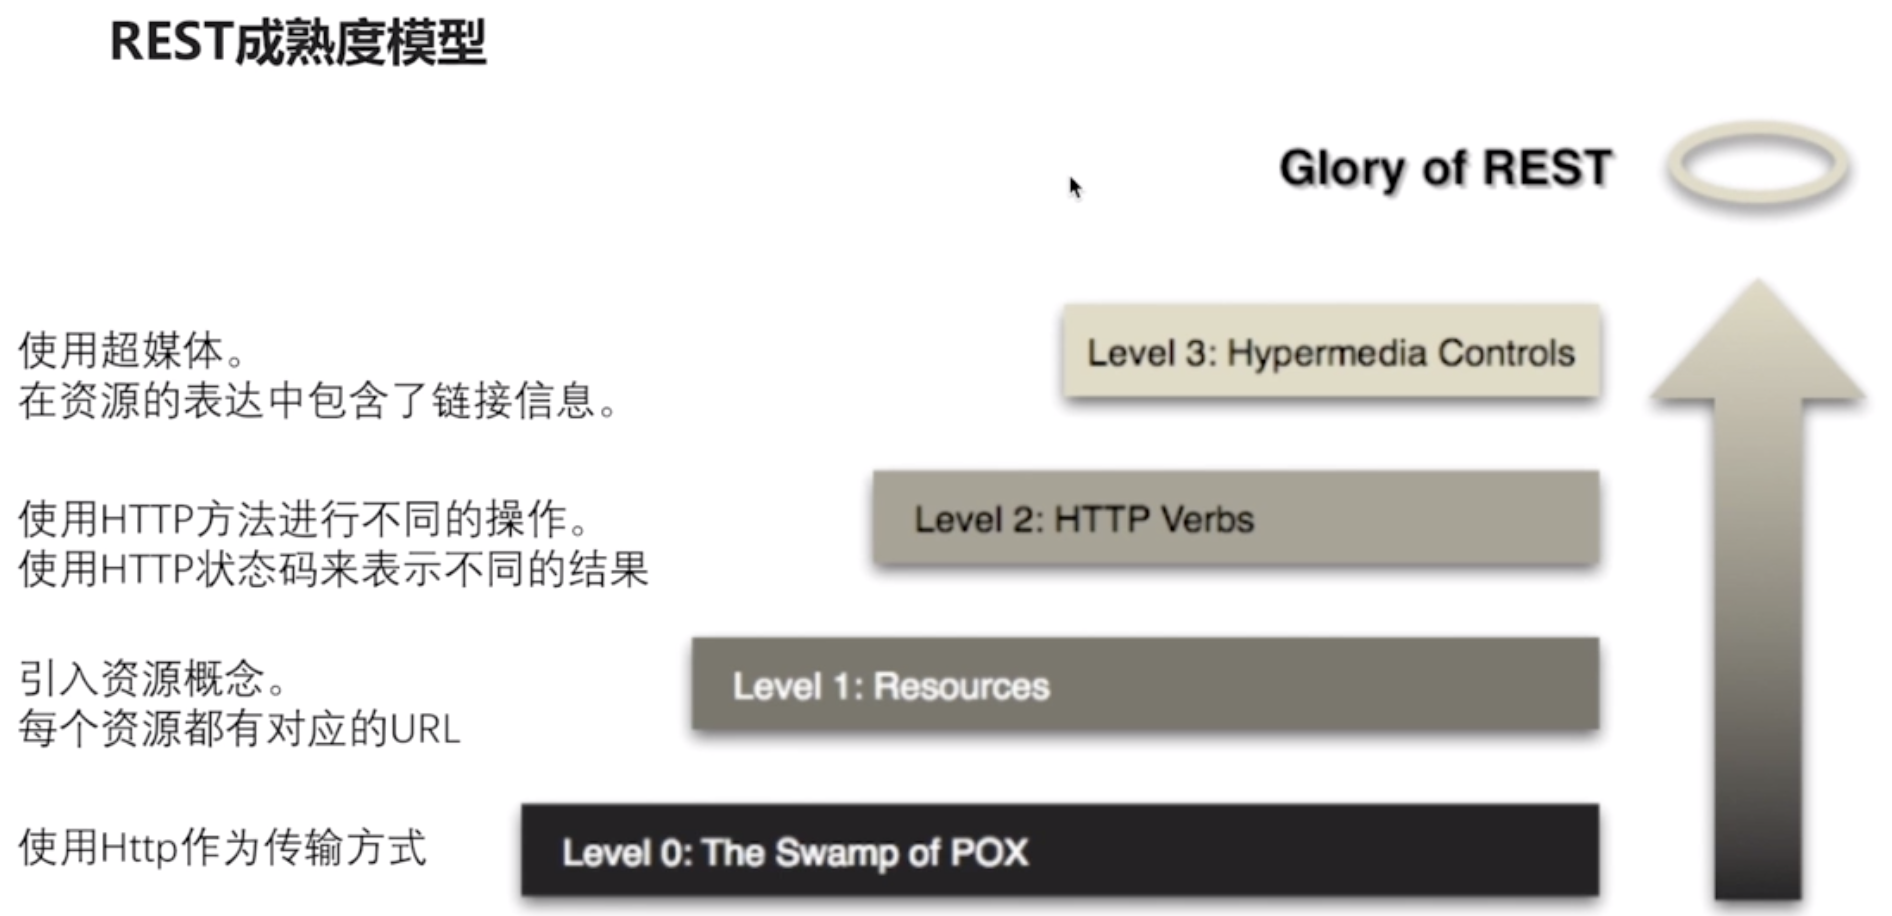 REST成熟度模型
Glory of REST
使用超媒体。
在资源的表达中包含了链接信息。
Level 3: Hypermedia Controls
使用HTTP方法进行不同的操作。
使用HTTP状态码来表示不同的结果
Level 2: HTTP Verbs
引入资源概念。
每个资源都有对应的URL
Level 1: Resources
使用Http作为传输方式
Level 0: The Swamp of POX